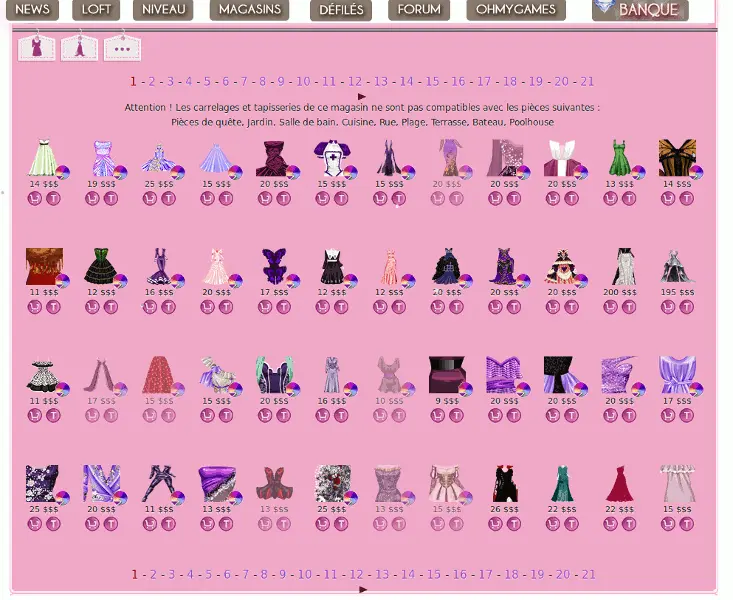 NEWS LOFT NIVEAU MAGASINS DÉFILÉS FORUM OHMYGAMES BANQUE
1 - 2 - 3 - 4 - 5 - 6 - 7 - 8 - 9 - 10 - 11 - 12 - 13 - 14 - 15 - 16 - 17 - 18 - 19 - 20 - 21
Attention ! Les carrelages et tapisseries de ce magasin ne sont pas compatibles avec les pièces suivantes :
Pièces de quête, Jardin, Salle de bain, Cuisine, Rue, Plage, Terrasse, Bateau, Poolhouse
14 $$$ 19 $$$ 25 $$$ 15 $$$ 20 $$$ 15 $$$ 15 $$$ 20 $$$ 20 $$$ 20 $$$ 13 $$$ 14 $$$
T T T T T T T T T T T T
11 $$$ 12 $$$ 16 $$$ 20 $$$ 17 $$$ 12 $$$ 12 $$$ 20 $$$ 20 $$$ 20 $$$ 200 $$$ 195 $$$
T T T T T T T T T T T T
11 $$$ 17 $$$ 15 $$$ 15 $$$ 20 $$$ 16 $$$ 10 $$$ 9 $$$ 20 $$$ 20 $$$ 20 $$$ 17 $$$
T T T T T T T T T T T T
25 $$$ 20 $$$ 11 $$$ 13 $$$ 13 $$$ 25 $$$ 13 $$$ 15 $$$ 26 $$$ 22 $$$ 22 $$$ 15 $$$
T T T T T T T T T T T T
1 - 2 - 3 - 4 - 5 - 6 - 7 - 8 - 9 - 10 - 11 - 12 - 13 - 14 - 15 - 16 - 17 - 18 - 19 - 20 - 21